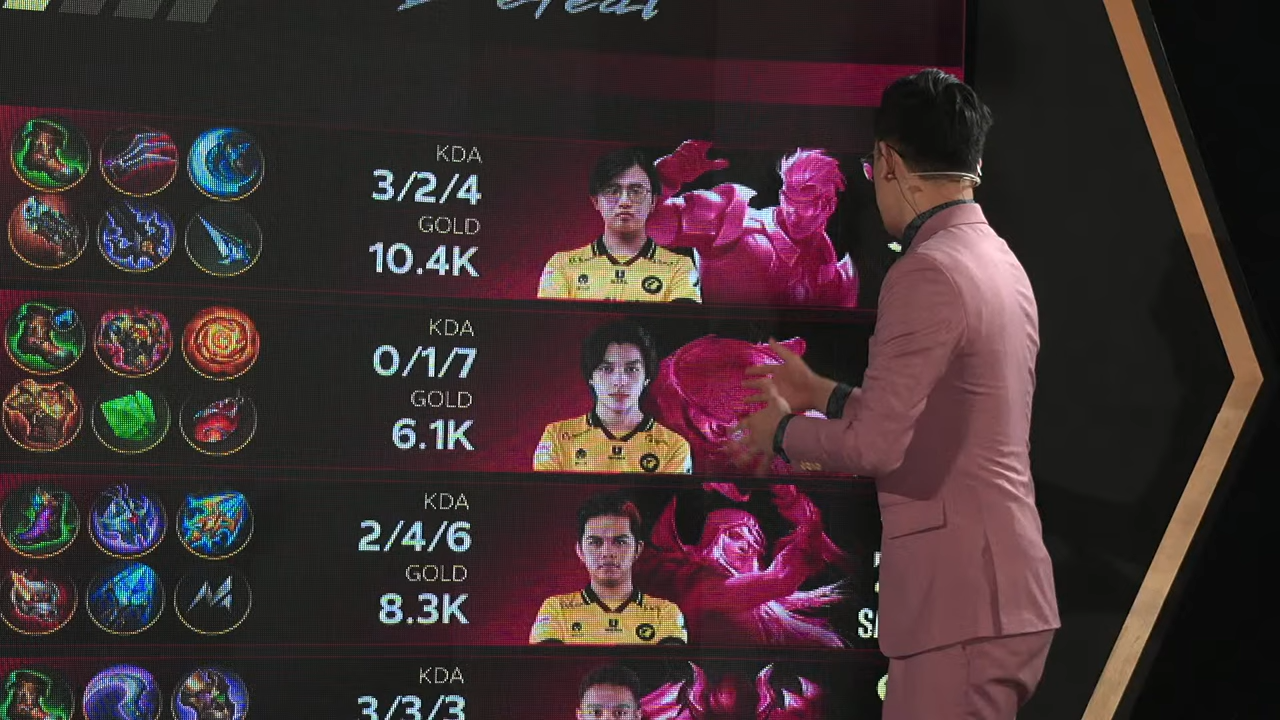 KDA
3/2/4
GOLD
10.4K
KDA
0/1/7
GOLD
6.1K
KDA
2/4/6
GOLD
8.3K
KDA
3/3/3